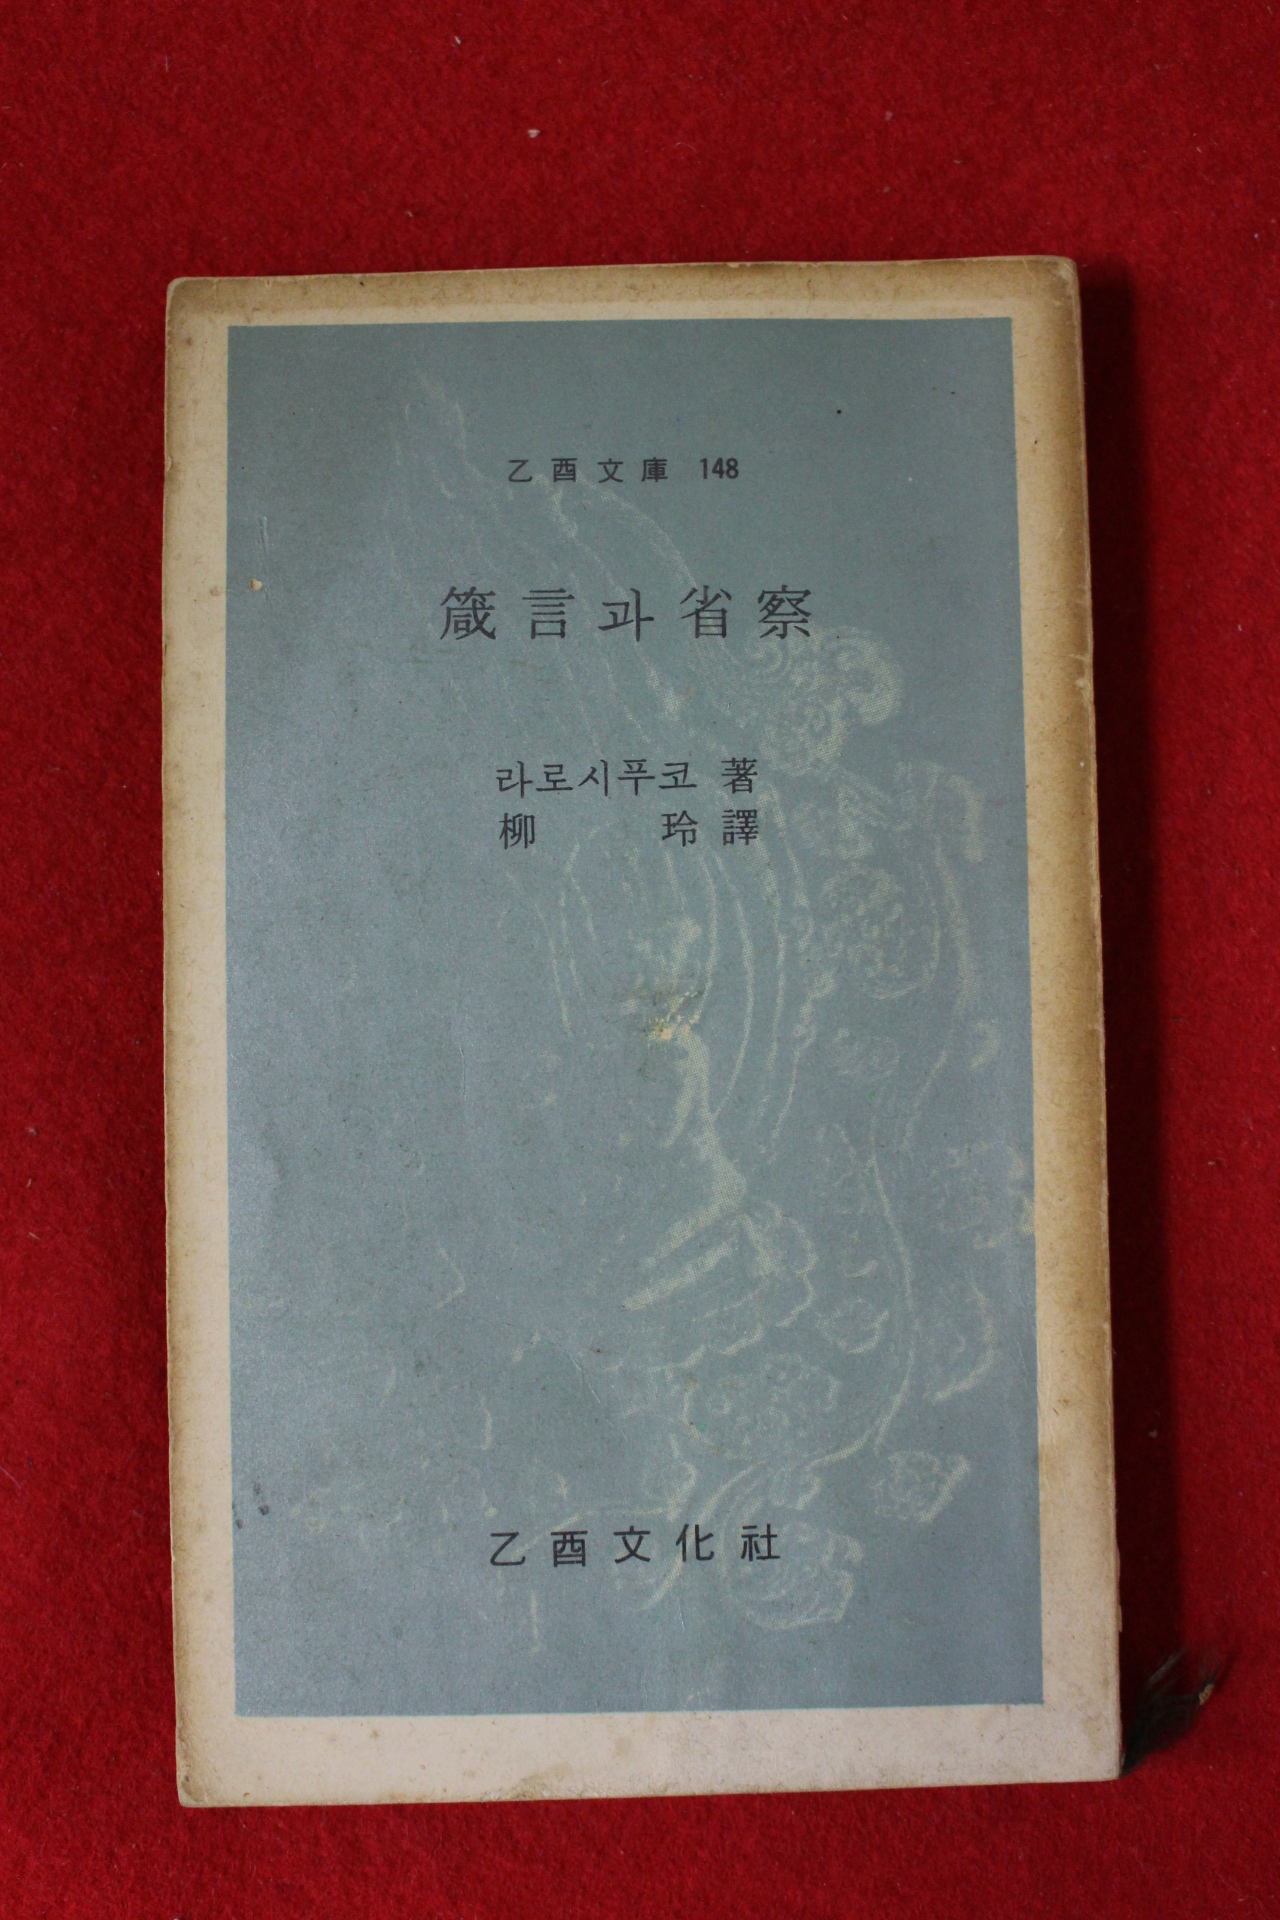 乙酉文庫 148
箴言과 省察
라로시푸코 著
柳玲 譯
乙酉文化社